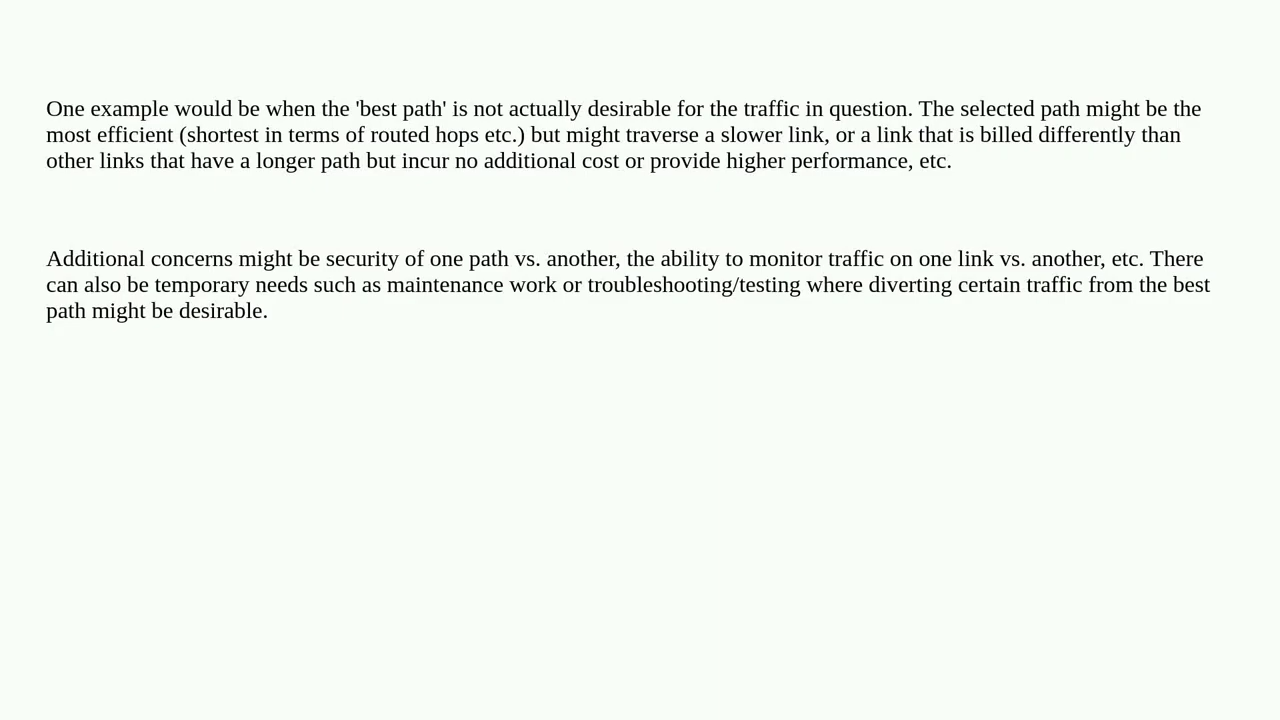 One example would be when the 'best path' is not actually desirable for the traffic in question. The selected path might be the
most efficient (shortest in terms of routed hops etc.) but might traverse a slower link, or a link that is billed differently than
other links that have a longer path but incur no additional cost or provide higher performance, etc.
Additional concerns might be security of one path vs. another, the ability to monitor traffic on one link vs. another, etc. There
can also be temporary needs such as maintenance work or troubleshooting/testing where diverting certain traffic from the best
path might be desirable.